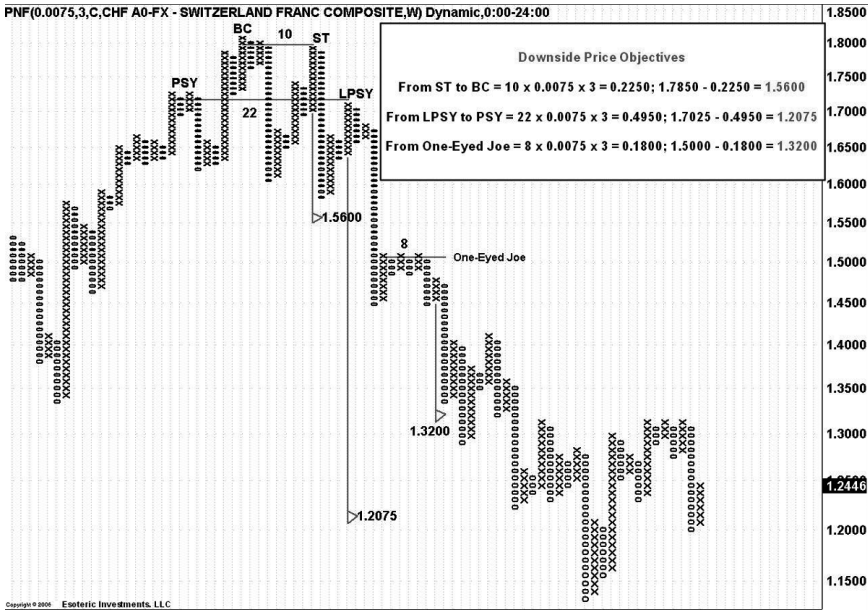 PNF(0.0075,3,C,CHF A0-FX - SWITZERLAND FRANC COMPOSITE,W) Dynamic,0:00-24:00
Downside Price Objectives
From ST to BC = 10 x 0.0075 x 3 = 0.2250; 1.7850 - 0.2250 = 1.5600
From LPSY to PSY = 22 x 0.0075 x 3 = 0.4950; 1.7025 - 0.4950 = 1.2075
From One-Eyed Joe = 8 x 0.0075 x 3 = 0.1800; 1.5000 - 0.1800 = 1.3200
BC
10
ST
PSY
LPSY
22
1.5600
8
One-Eyed Joe
1.3200
1.2075
1.8500
1.8000
1.7500
1.7000
1.6500
1.6000
1.5500
1.5000
1.4500
1.4000
1.3500
1.3000
1.2446
1.2000
1.1500
Copyright © 2006 Esoteric Investments, LLC